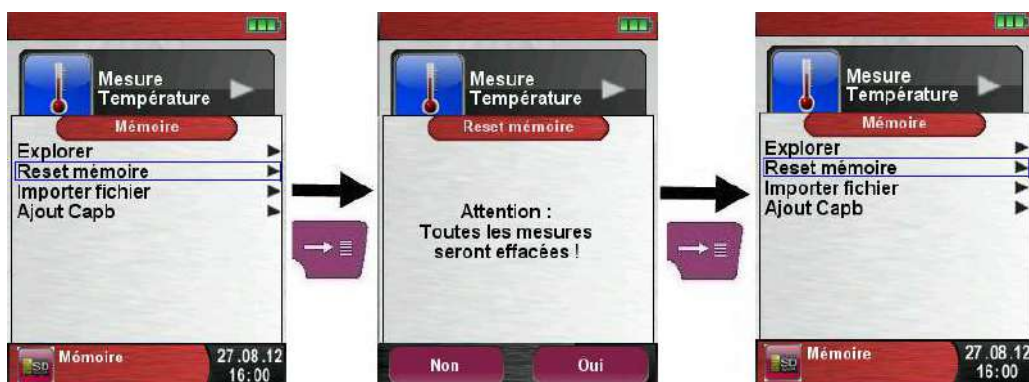 Mesure
Température
Mémoire
Explorer
Reset mémoire
Importer fichier
Ajout Capb
SD
Mémoire
27.08.12
16:00
Mesure
Température
Reset mémoire
Attention :
Toutes les mesures
seront effacées !
Non
Oui
Mesure
Température
Mémoire
Explorer
Reset mémoire
Importer fichier
Ajout Capb
SD
Mémoire
27.08.12
16:00